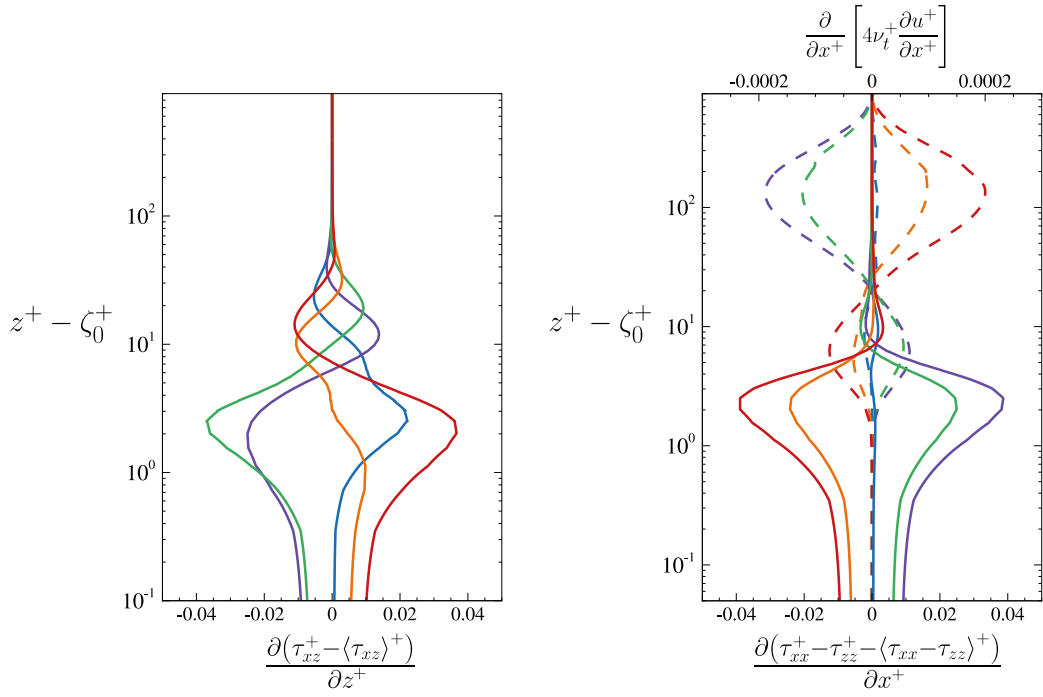 ∂/∂x⁺ [4ν_t⁺ ∂u⁺/∂x⁺]
-0.0002 0 0.0002
10²
10¹
10⁰
10⁻¹
z⁺ − ζ₀⁺
-0.04 -0.02 0 0.02 0.04
∂(τ_xz⁺ − ⟨τ_xz⟩⁺)/∂z⁺
10²
10¹
10⁰
10⁻¹
z⁺ − ζ₀⁺
-0.04 -0.02 0 0.02 0.04
∂(τ_xx⁺ − τ_zz⁺ − ⟨τ_xx − τ_zz⟩⁺)/∂x⁺